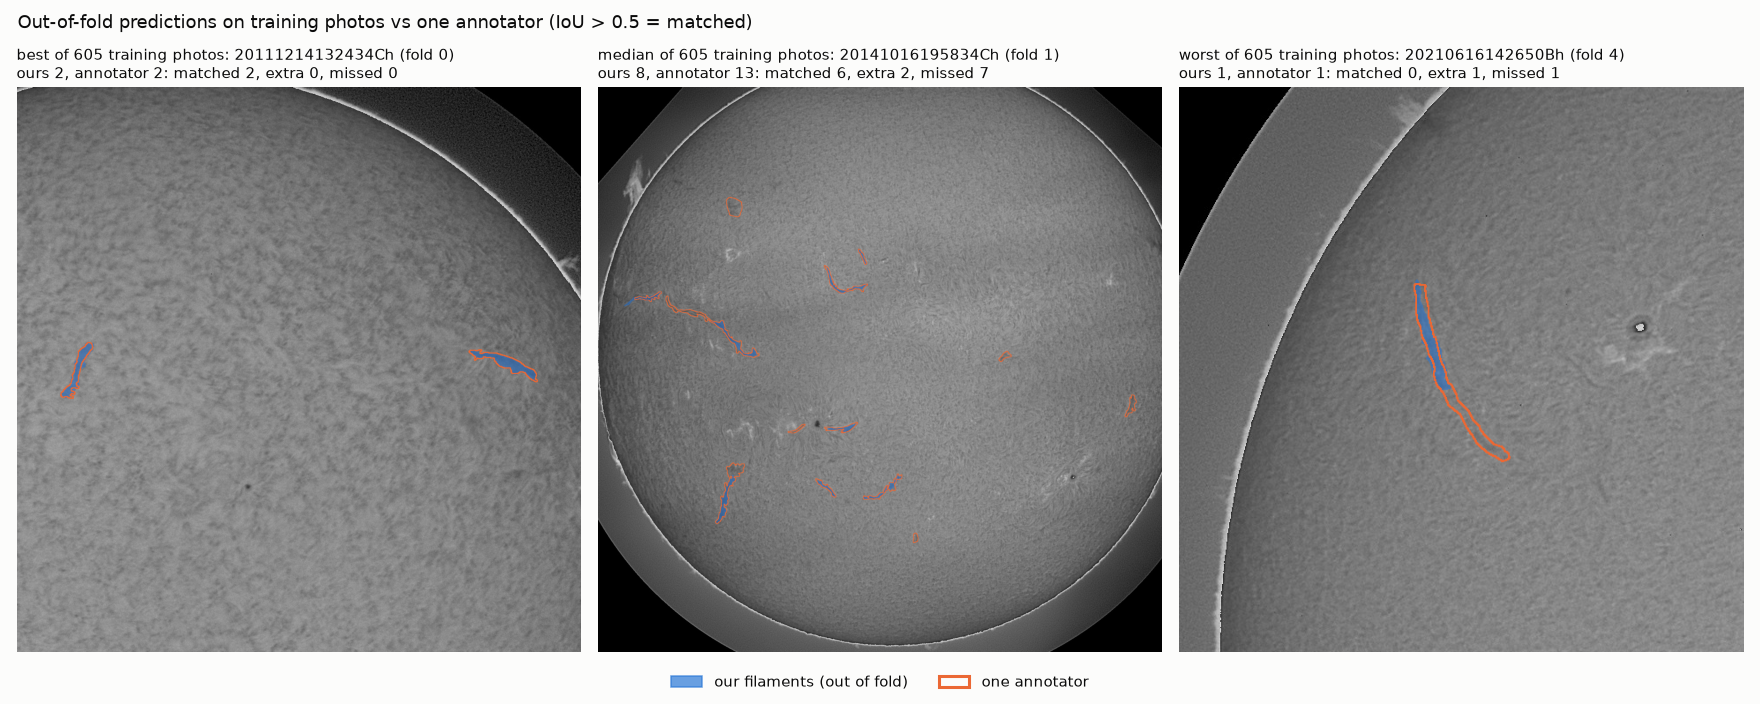 Out-of-fold predictions on training photos vs one annotator (IoU > 0.5 = matched)
best of 605 training photos: 20111214132434Ch (fold 0)
ours 2, annotator 2: matched 2, extra 0, missed 0
median of 605 training photos: 20141016195834Ch (fold 1)
ours 8, annotator 13: matched 6, extra 2, missed 7
worst of 605 training photos: 20210616142650Bh (fold 4)
ours 1, annotator 1: matched 0, extra 1, missed 1
our filaments (out of fold)
one annotator